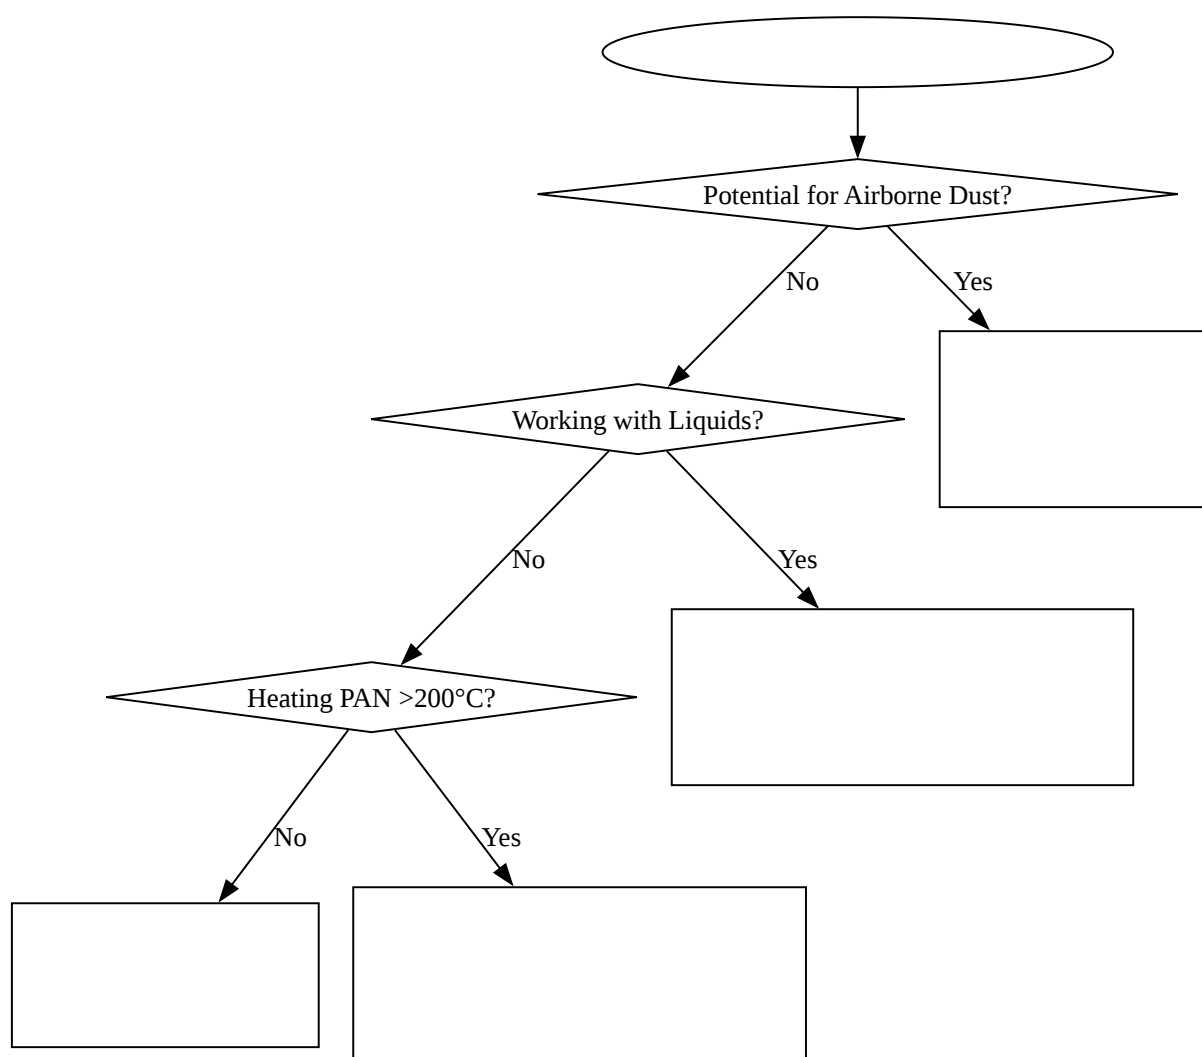 Potential for Airborne Dust?
No
Yes
Working with Liquids?
No
Yes
Heating PAN >200°C?
No
Yes